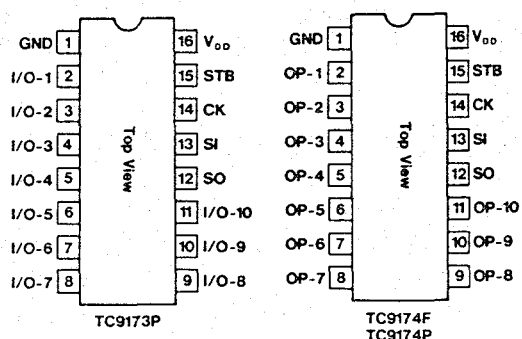 GND 1 16 VDD
I/O-1 2 15 STB
I/O-2 3 14 CK
I/O-3 4 13 SI
I/O-4 5 12 SO
I/O-5 6 11 I/O-10
I/O-6 7 10 I/O-9
I/O-7 8 9 I/O-8
Top View
TC9173P
GND 1 16 VDD
OP-1 2 15 STB
OP-2 3 14 CK
OP-3 4 13 SI
OP-4 5 12 SO
OP-5 6 11 OP-10
OP-6 7 10 OP-9
OP-7 8 9 OP-8
Top View
TC9174F
TC9174P